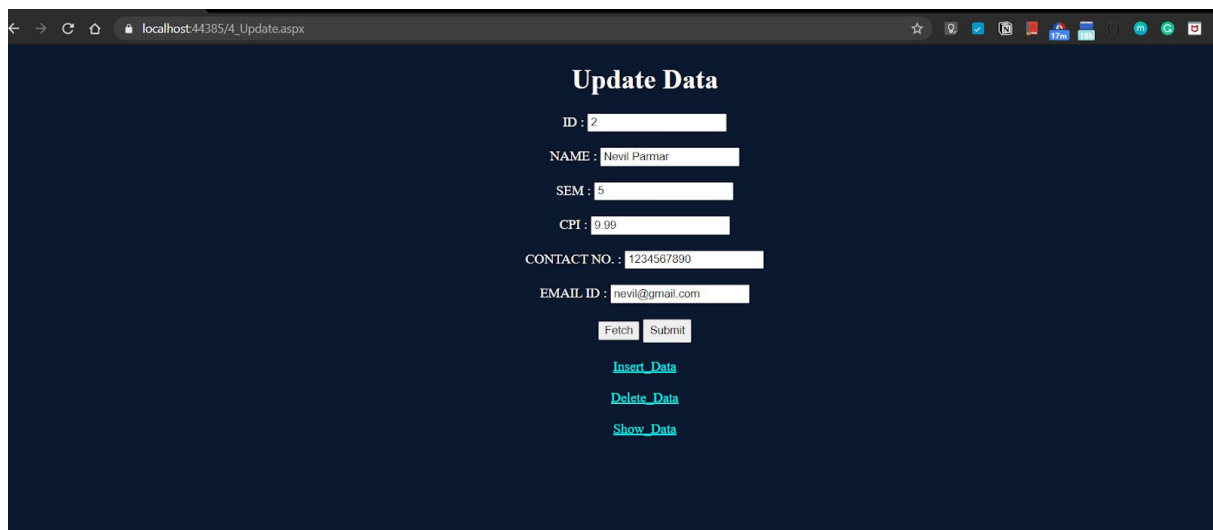 localhost:44385/4_Update.aspx
17m
Update Data
ID : 2
NAME : Nevil Parmar
SEM : 5
CPI : 9.99
CONTACT NO. : 1234567890
EMAIL ID : nevil@gmail.com
Fetch Submit
Insert_Data
Delete_Data
Show_Data